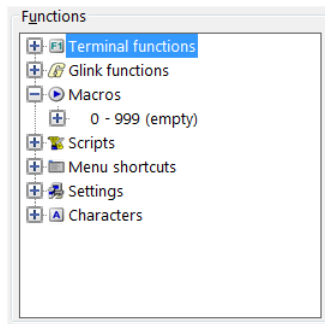 Functions
Terminal functions
Glink functions
Macros
0 - 999 (empty)
Scripts
Menu shortcuts
Settings
Characters